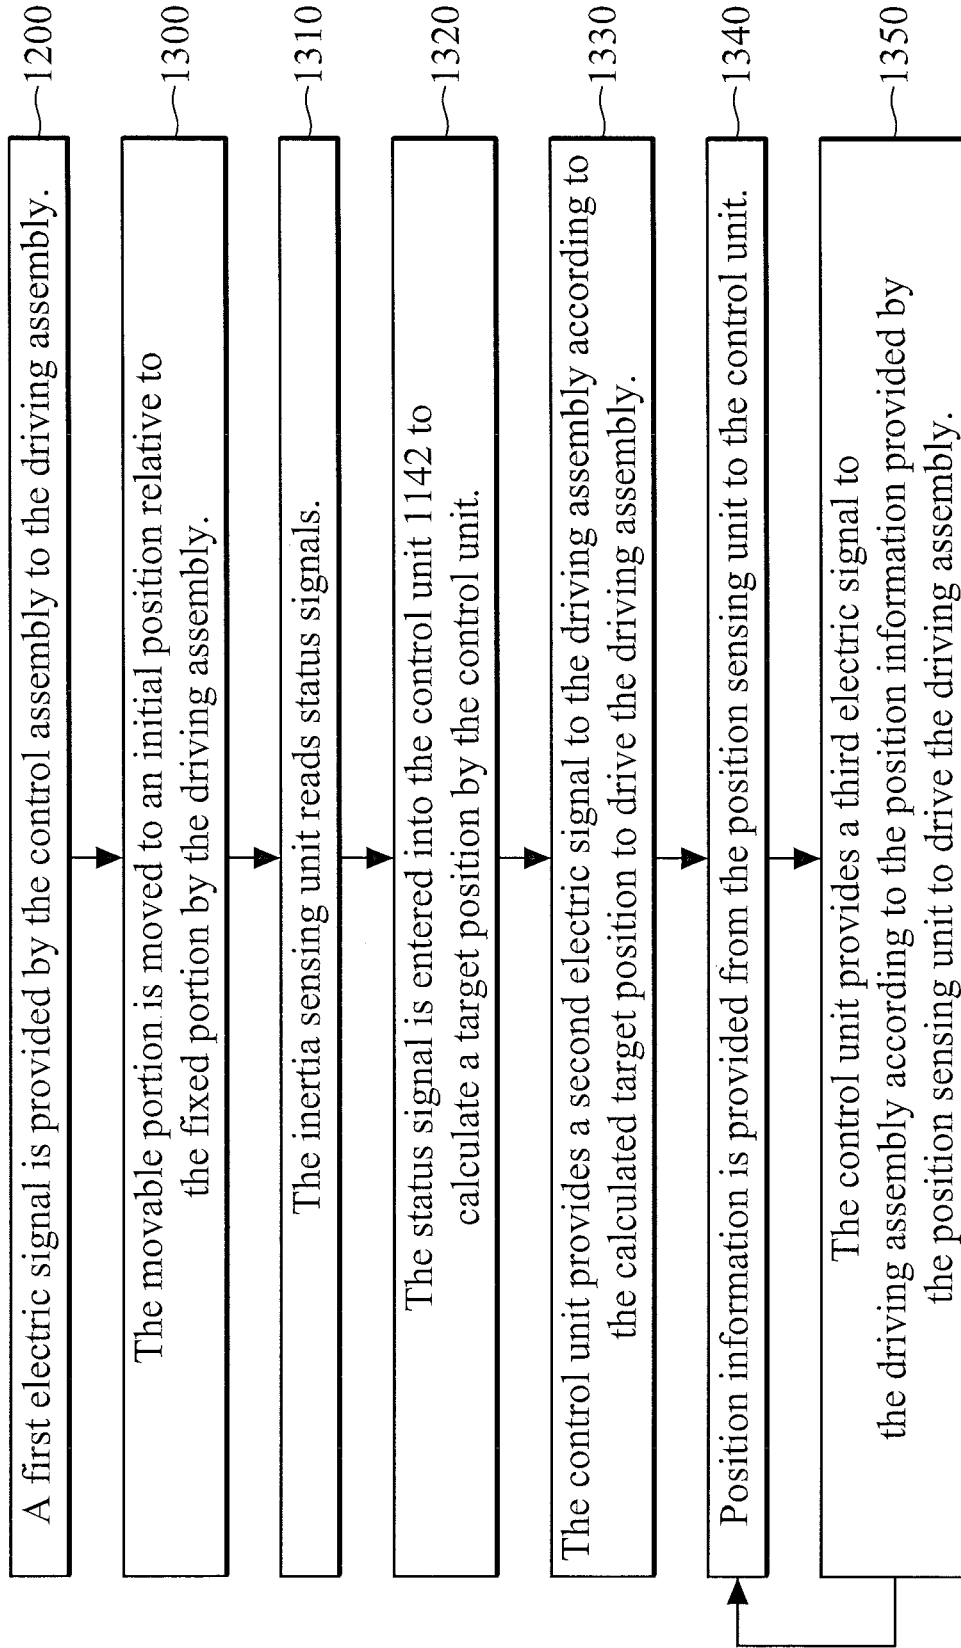 A first electric signal is provided by the control assembly to the driving assembly.
1200
The movable portion is moved to an initial position relative to
the fixed portion by the driving assembly.
1300
The inertia sensing unit reads status signals.
1310
The status signal is entered into the control unit 1142 to
calculate a target position by the control unit.
1320
The control unit provides a second electric signal to the driving assembly according to
the calculated target position to drive the driving assembly.
1330
Position information is provided from the position sensing unit to the control unit.
1340
The control unit provides a third electric signal to
the driving assembly according to the position information provided by
the position sensing unit to drive the driving assembly.
1350